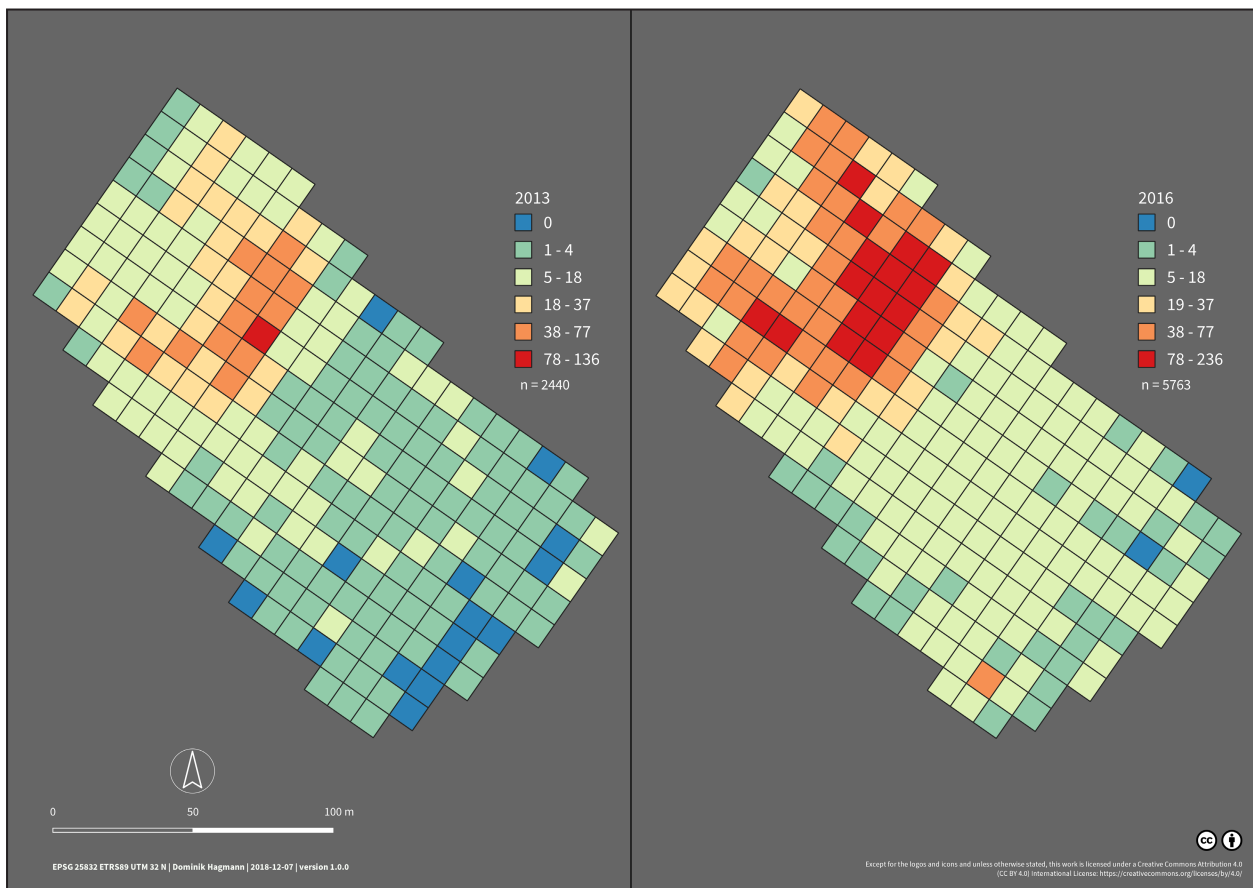 2013
0
1 - 4
5 - 18
18 - 37
38 - 77
78 - 136
n = 2440
2016
0
1 - 4
5 - 18
19 - 37
38 - 77
78 - 236
n = 5763
0 50 100 m
EPSG 25832 ETRS89 UTM 32 N | Dominik Hagmann | 2018-12-07 | version 1.0.0
cc
Except for the logos and icons and unless otherwise stated, this work is licensed under a Creative Commons Attribution 4.0
(CC BY 4.0) International License: https://creativecommons.org/licenses/by/4.0/